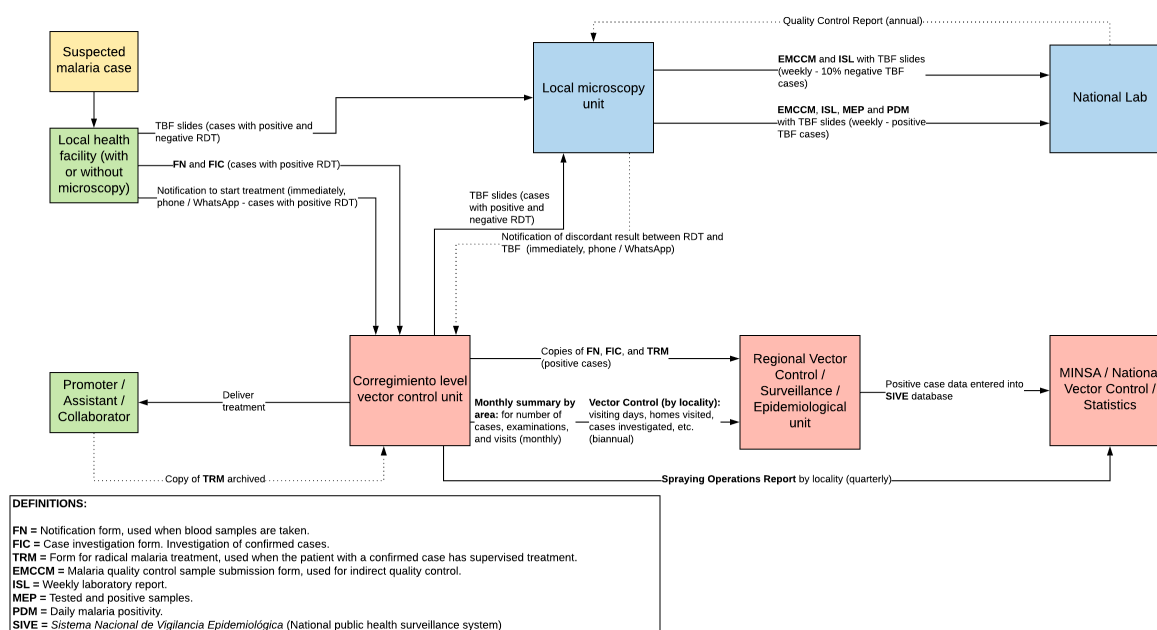 Quality Control Report (annual)
Suspected
malaria case
Local microscopy
unit
EMCCM and ISL with TBF slides
(weekly - 10% negative TBF
cases)
National Lab
EMCCM, ISL, MEP and PDM
with TBF slides (weekly - positive
TBF cases)
TBF slides (cases with positive and
negative RDT)
Local health
facility (with
or without
microscopy)
FN and FIC (cases with positive RDT)
Notification to start treatment (immediately,
phone / WhatsApp - cases with positive RDT)
TBF slides (cases
with positive and
negative RDT)
Notification of discordant result between RDT and
TBF (immediately, phone / WhatsApp)
Promoter /
Assistant /
Collaborator
Deliver
treatment
Corregimiento level
vector control unit
Copies of FN, FIC, and TRM
(positive cases)
Monthly summary by
area: for number of
cases, examinations,
and visits (monthly)
Vector Control (by locality):
visiting days, homes visited,
cases investigated, etc.
(biannual)
Regional Vector
Control /
Surveillance /
Epidemiological
unit
Positive case data entered into
SIVE database
MINSA / National
Vector Control /
Statistics
Copy of TRM archived
Spraying Operations Report by locality (quarterly)
DEFINITIONS:
FN = Notification form, used when blood samples are taken.
FIC = Case investigation form. Investigation of confirmed cases.
TRM = Form for radical malaria treatment, used when the patient with a confirmed case has supervised treatment.
EMCCM = Malaria quality control sample submission form, used for indirect quality control.
ISL = Weekly laboratory report.
MEP = Tested and positive samples.
PDM = Daily malaria positivity.
SIVE = Sistema Nacional de Vigilancia Epidemiológica (National public health surveillance system)